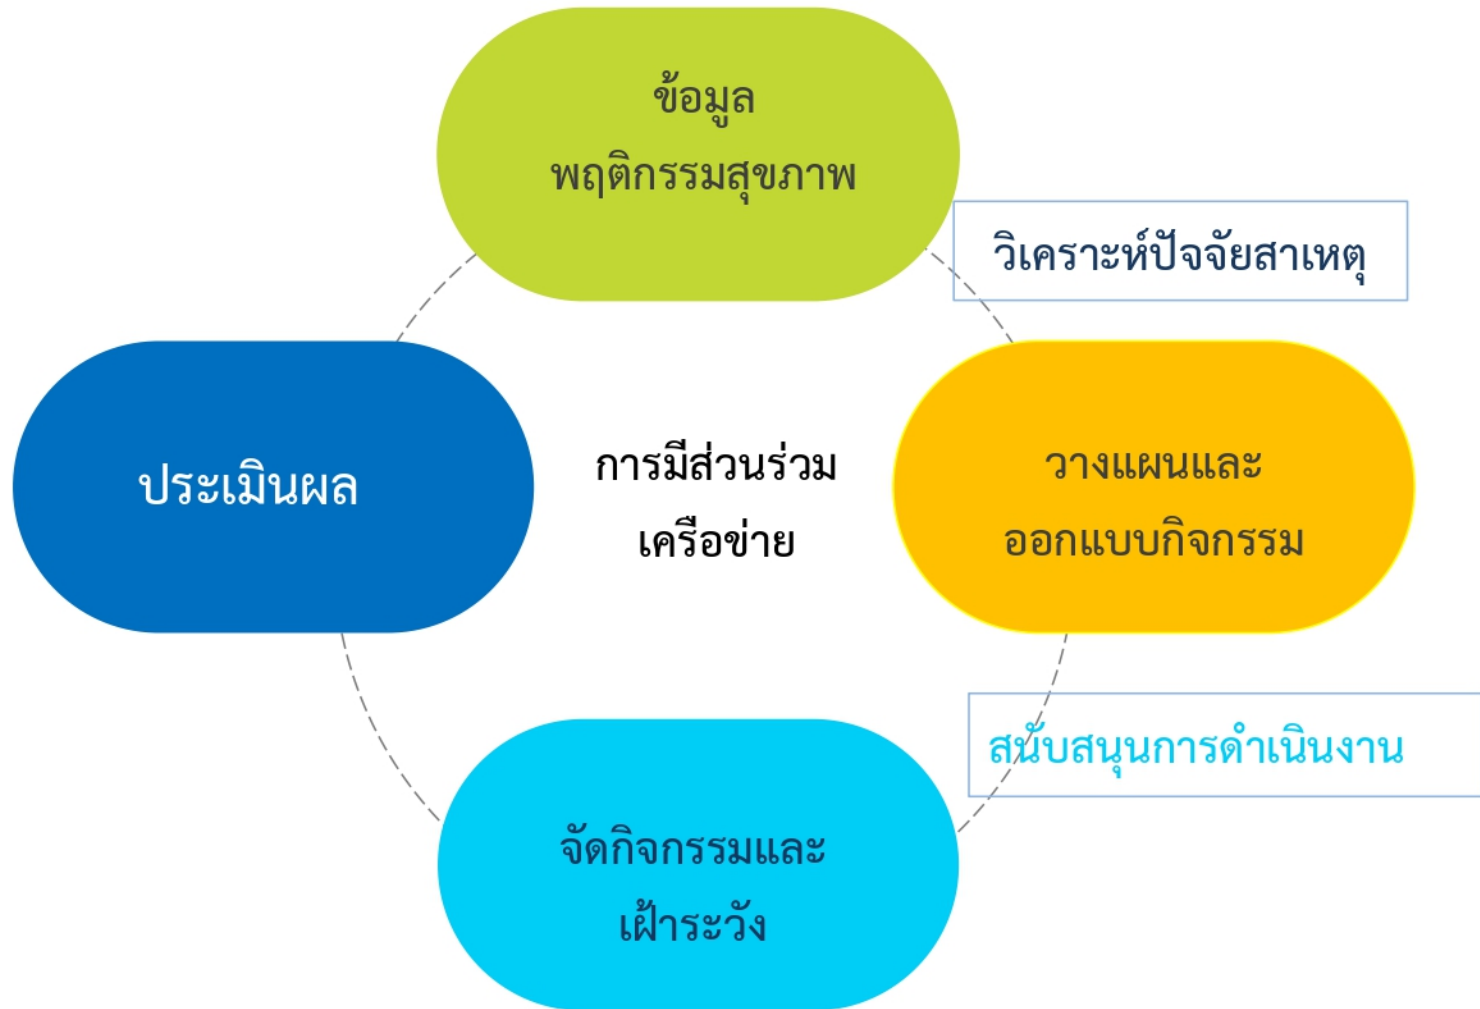 ข้อมูล
พฤติกรรมสุขภาพ
วิเคราะห์ปัจจัยสาเหตุ
ประเมินผล
การมีส่วนร่วม
เครือข่าย
วางแผนและ
ออกแบบกิจกรรม
สนับสนุนการดำเนินงาน
จัดกิจกรรมและ
เฝ้าระวัง